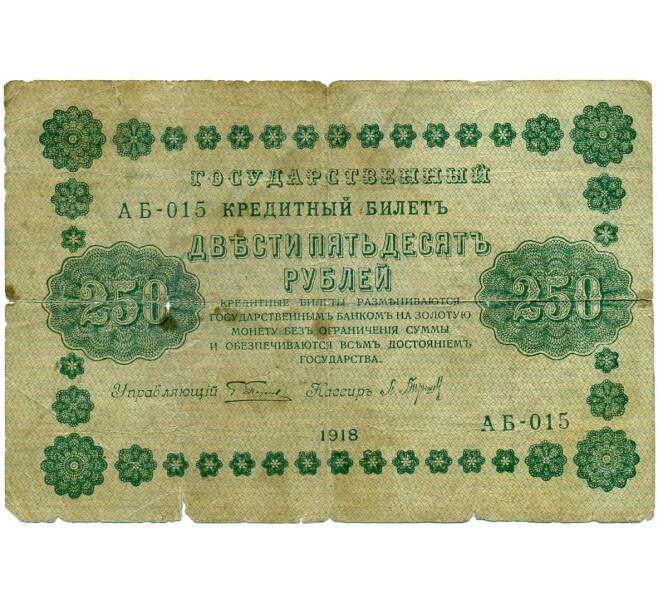 ГОСУДАРСТВЕННЫЙ
АБ-015 КРЕДИТНЫЙ БИЛЕТЪ
ДВѢСТИ ПЯТЬДЕСЯТЪ
РУБЛЕЙ
250
250
КРЕДИТНЫЕ БИЛЕТЫ РАЗМѢНИВАЮТСЯ
ГОСУДАРСТВЕННЫМЪ БАНКОМЪ НА ЗОЛОТУЮ
МОНЕТУ БЕЗЪ ОГРАНИЧЕНІЯ СУММЫ
И ОБЕЗПЕЧИВАЮТСЯ ВСѢМЪ ДОСТОЯНІЕМЪ
ГОСУДАРСТВА.
Управляющій Кассиръ
АБ-015
1918